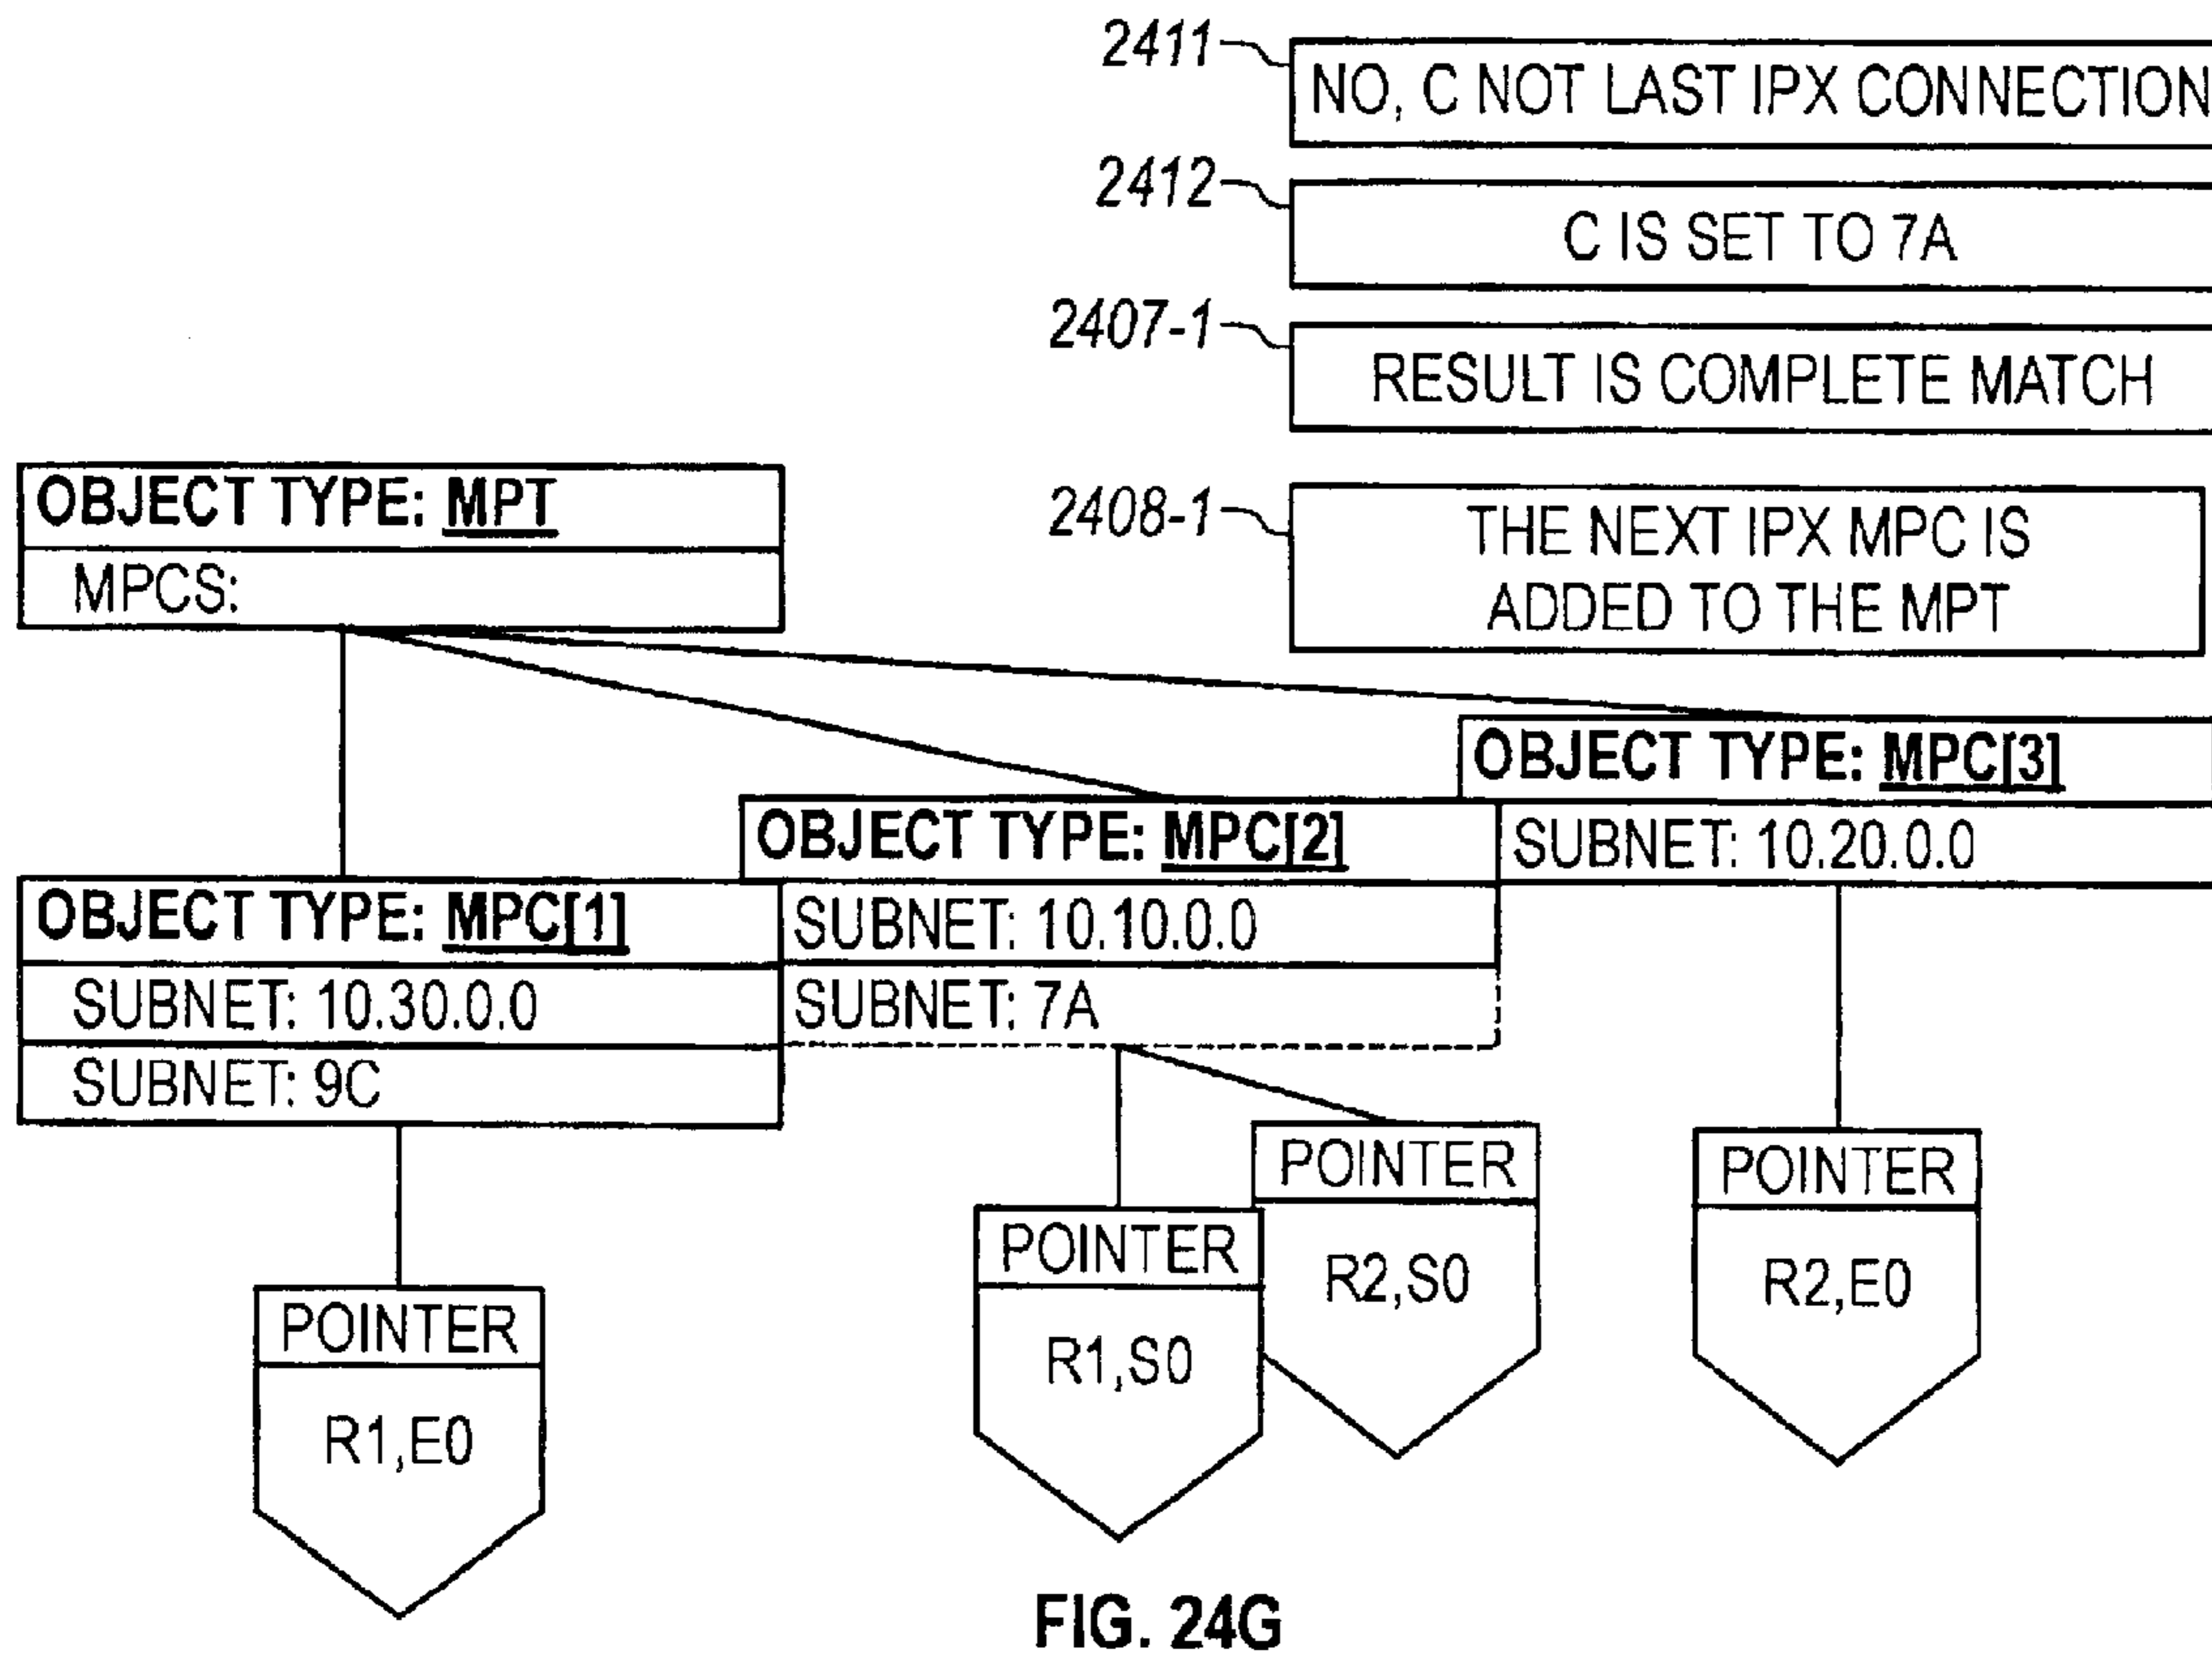 2411
NO, C NOT LAST IPX CONNECTION
2412
C IS SET TO 7A
2407-1
RESULT IS COMPLETE MATCH
2408-1
THE NEXT IPX MPC IS
ADDED TO THE MPT
OBJECT TYPE: MPT
MPCS:
OBJECT TYPE: MPC[3]
SUBNET: 10.20.0.0
OBJECT TYPE: MPC[2]
SUBNET: 10.10.0.0
SUBNET: 7A
OBJECT TYPE: MPC[1]
SUBNET: 10.30.0.0
SUBNET: 9C
POINTER
R1,E0
POINTER
R1,S0
POINTER
R2,S0
POINTER
R2,E0
FIG. 24G